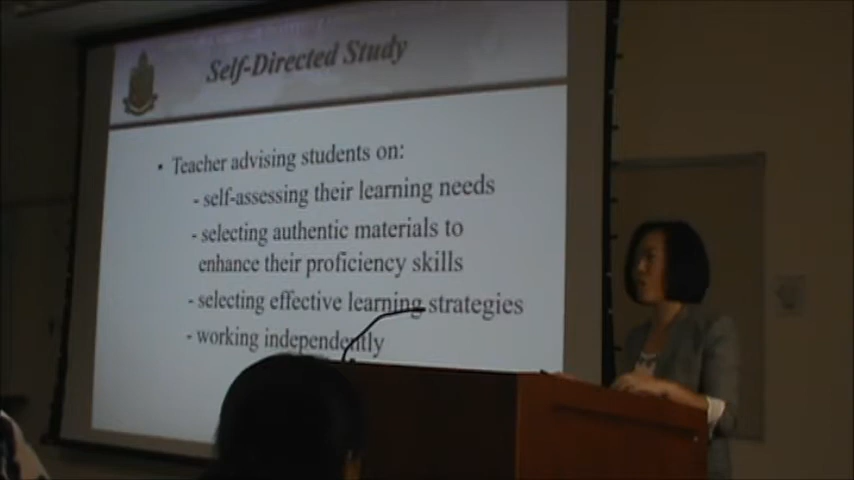 Self-Directed Study
• Teacher advising students on:
- self-assessing their learning needs
- selecting authentic materials to
enhance their proficiency skills
- selecting effective learning strategies
- working independently